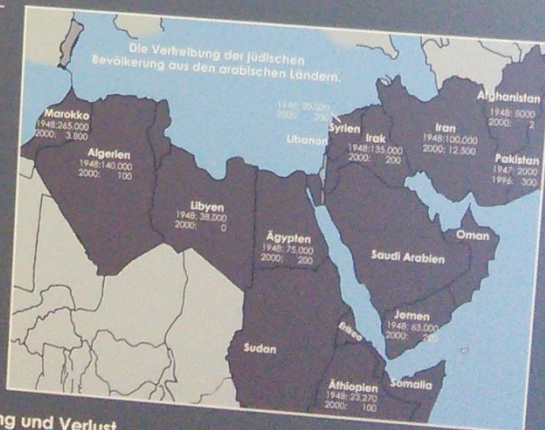 Die Vertreibung der jüdischen
Bevölkerung aus den arabischen Ländern.
Marokko
1948:265.000
2000: 3.800
Algerien
1948:140.000
2000: 100
Libyen
1948: 38.000
2000: 0
Ägypten
1948: 75.000
2000: 200
Sudan
Eritrea
Äthiopien
1948: 23.270
2000: 100
Somalia
Libanon
Syrien
2000: 200
Irak
1948:135.000
2000: 200
Iran
1948:100.000
2000: 12.500
Afghanistan
1948: 5000
2000: 2
Pakistan
1947: 2000
1996: 300
Saudi Arabien
Oman
Jemen
1948: 63.000
2000:
ng und Verlust